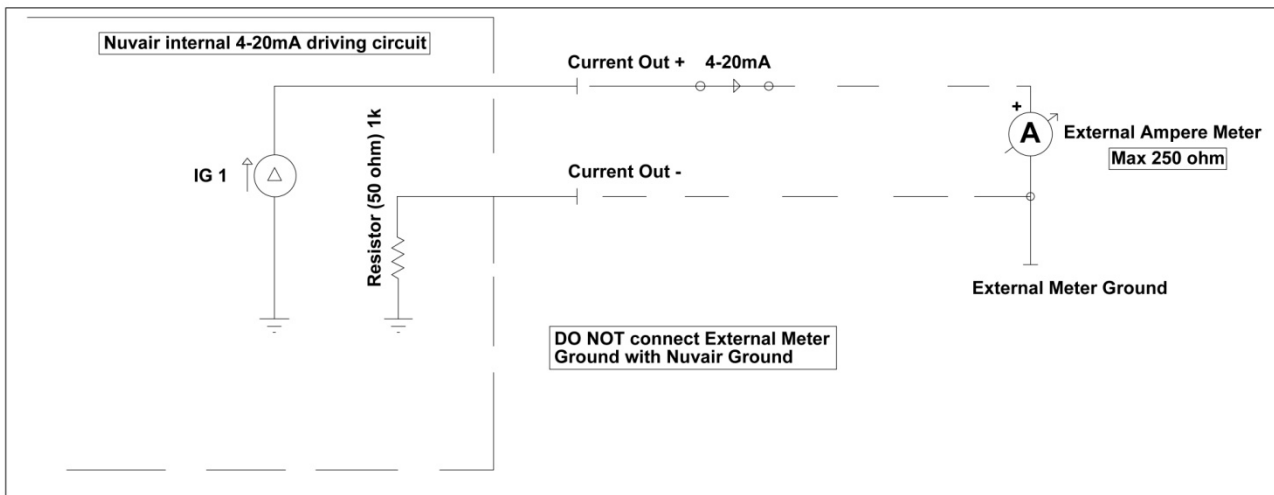 Nuvair internal 4-20mA driving circuit
Current Out +
4-20mA
Resistor (50 ohm) 1k
+
A
External Ampere Meter
Max 250 ohm
IG 1
Current Out -
External Meter Ground
DO NOT connect External Meter
Ground with Nuvair Ground